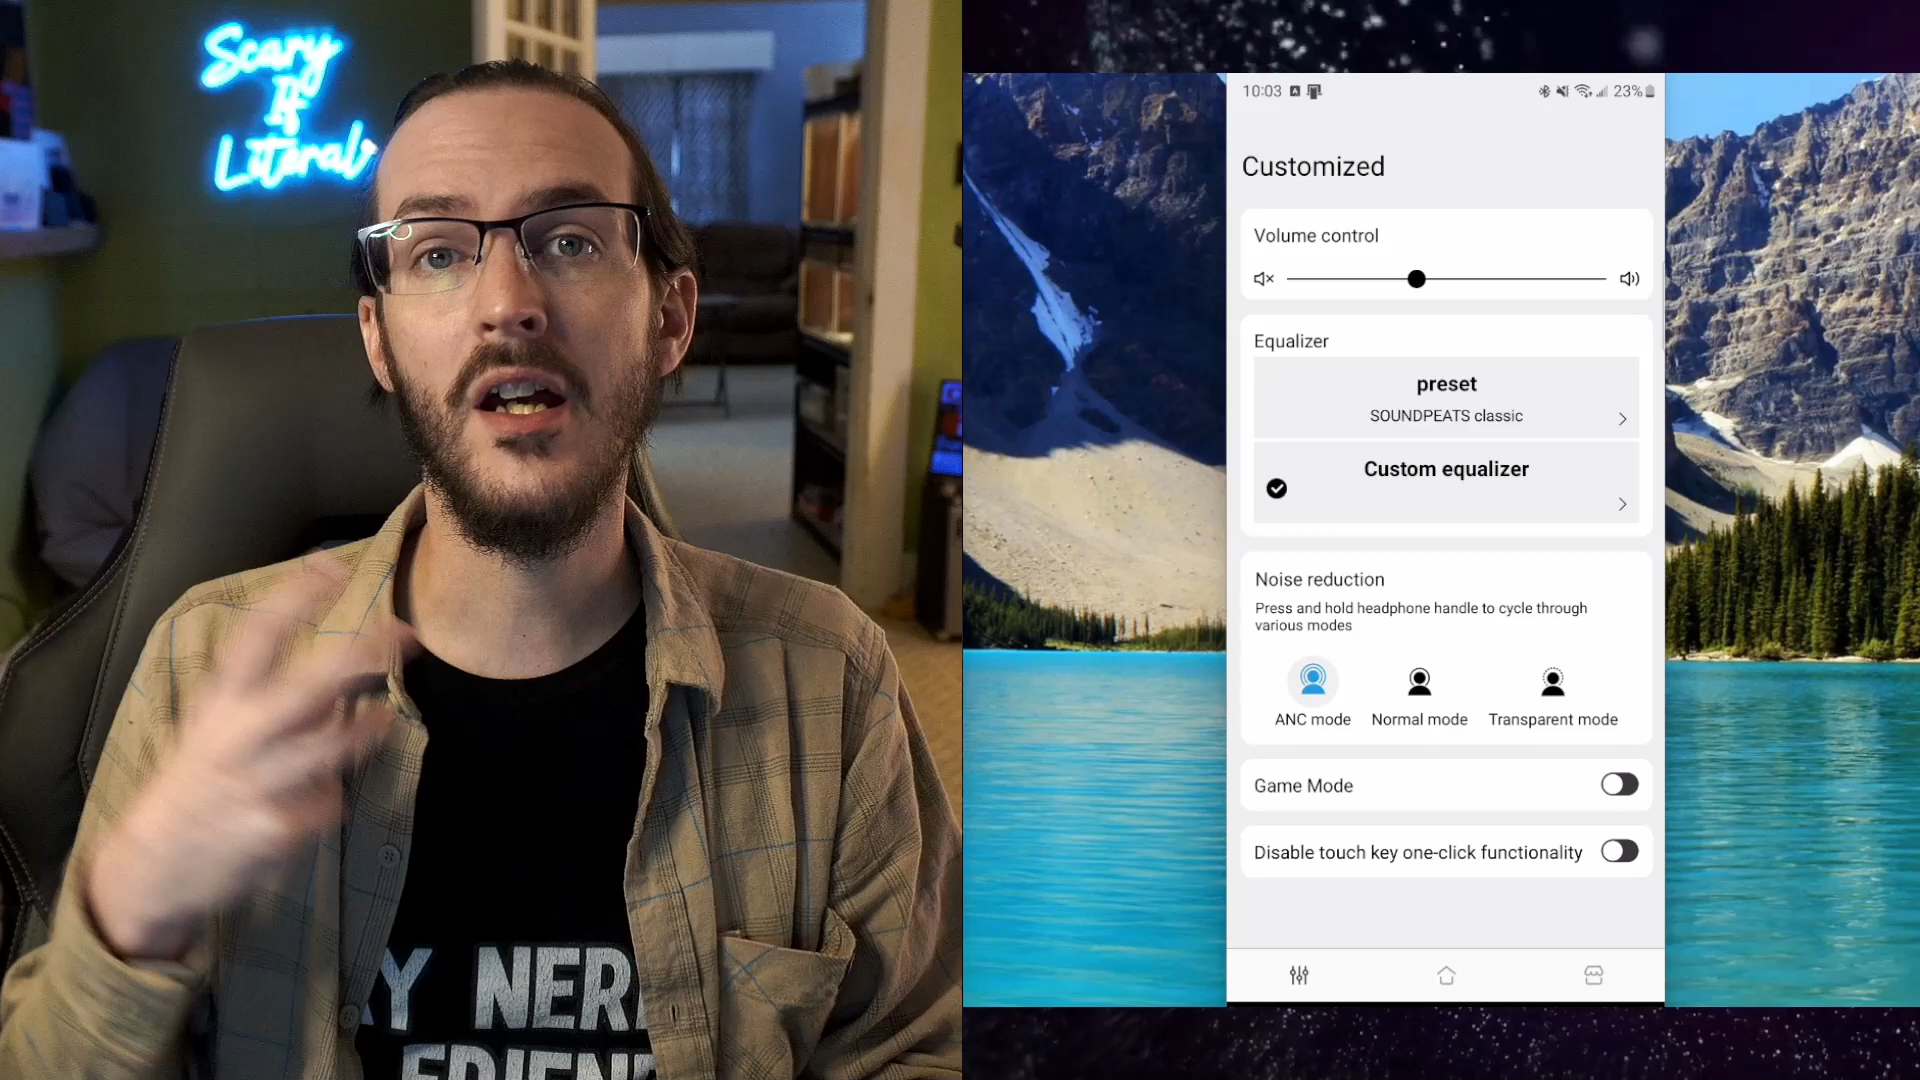 Scary
If
Literal
Y NER
FRIEN
10:03
23%
Customized
Volume control
Equalizer
preset
SOUNDPEATS classic
Custom equalizer
Noise reduction
Press and hold headphone handle to cycle through
various modes
ANC mode Normal mode Transparent mode
Game Mode
Disable touch key one-click functionality